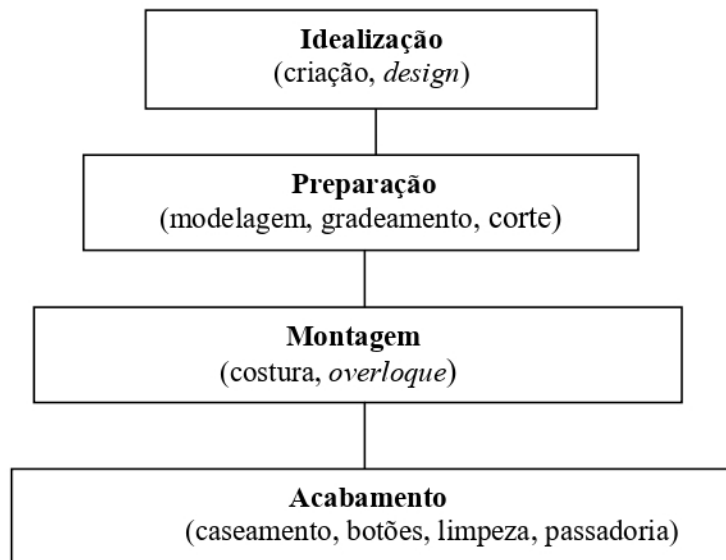 Idealização
(criação, design)
Preparação
(modelagem, gradeamento, corte)
Montagem
(costura, overloque)
Acabamento
(caseamento, botões, limpeza, passadoria)